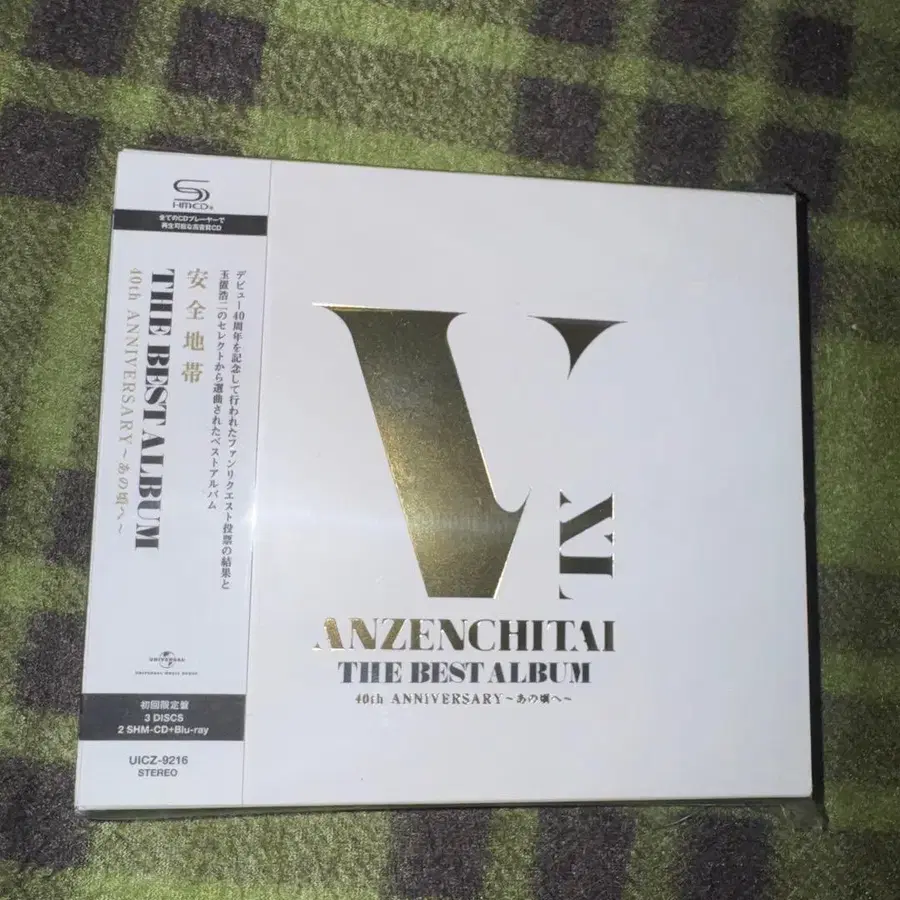 SHM-CD
全てのCDプレーヤーで
再生可能な高音質CD
デビュー40周年を記念して行われたファンリクエスト投票の結果と
玉置浩二のセレクトから選曲されたベストアルバム
安全地帯
THE BEST ALBUM
40th ANNiVERSARY～あの頃へ～
UNIVERSAL
UNIVERSAL MUSIC JAPAN
初回限定盤
3 DISCS
2 SHM-CD+Blu-ray
UICZ-9216
STEREO
V
XL
ANZENCHITAI
THE BEST ALBUM
40th ANNiVERSARY～あの頃へ～